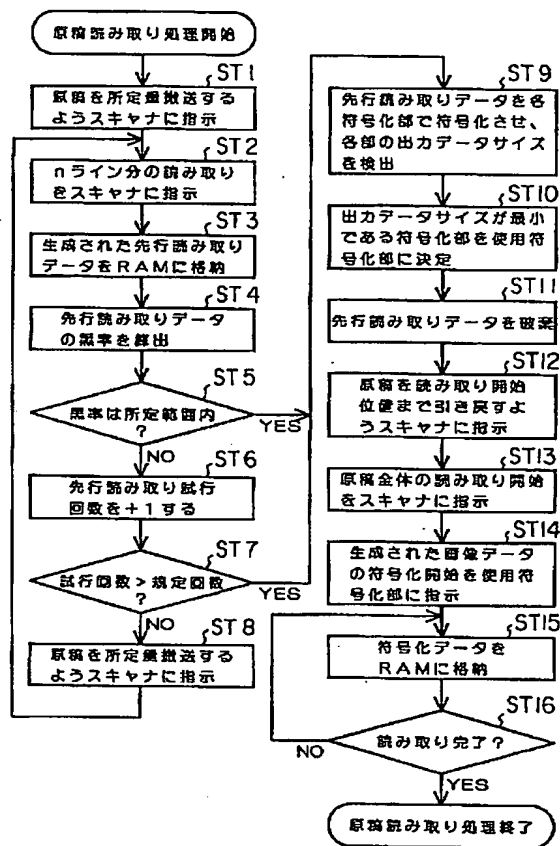 原稿読み取り処理開始
ST1
原稿を所定量搬送する
ようスキャナに指示
ST2
nライン分の読み取り
をスキャナに指示
ST3
生成された先行読み取り
データをRAMに格納
ST4
先行読み取りデータ
の黒率を算出
ST5
黒率は所定範囲内
?
YES
NO
ST6
先行読み取り試行
回数を+1する
ST7
試行回数>規定回数
?
YES
NO
ST8
原稿を所定量搬送する
ようスキャナに指示
ST9
先行読み取りデータを各
符号化部で符号化させ、
各部の出力データサイズ
を検出
ST10
出力データサイズが最小
である符号化部を使用符
号化部に決定
ST11
先行読み取りデータを破棄
ST12
原稿を読み取り開始
位置まで引き戻すよ
うスキャナに指示
ST13
原稿全体の読み取り開始
をスキャナに指示
ST14
生成された画像データ
の符号化開始を使用符
号化部に指示
ST15
符号化データを
RAMに格納
ST16
読み取り完了?
NO
YES
原稿読み取り処理終了